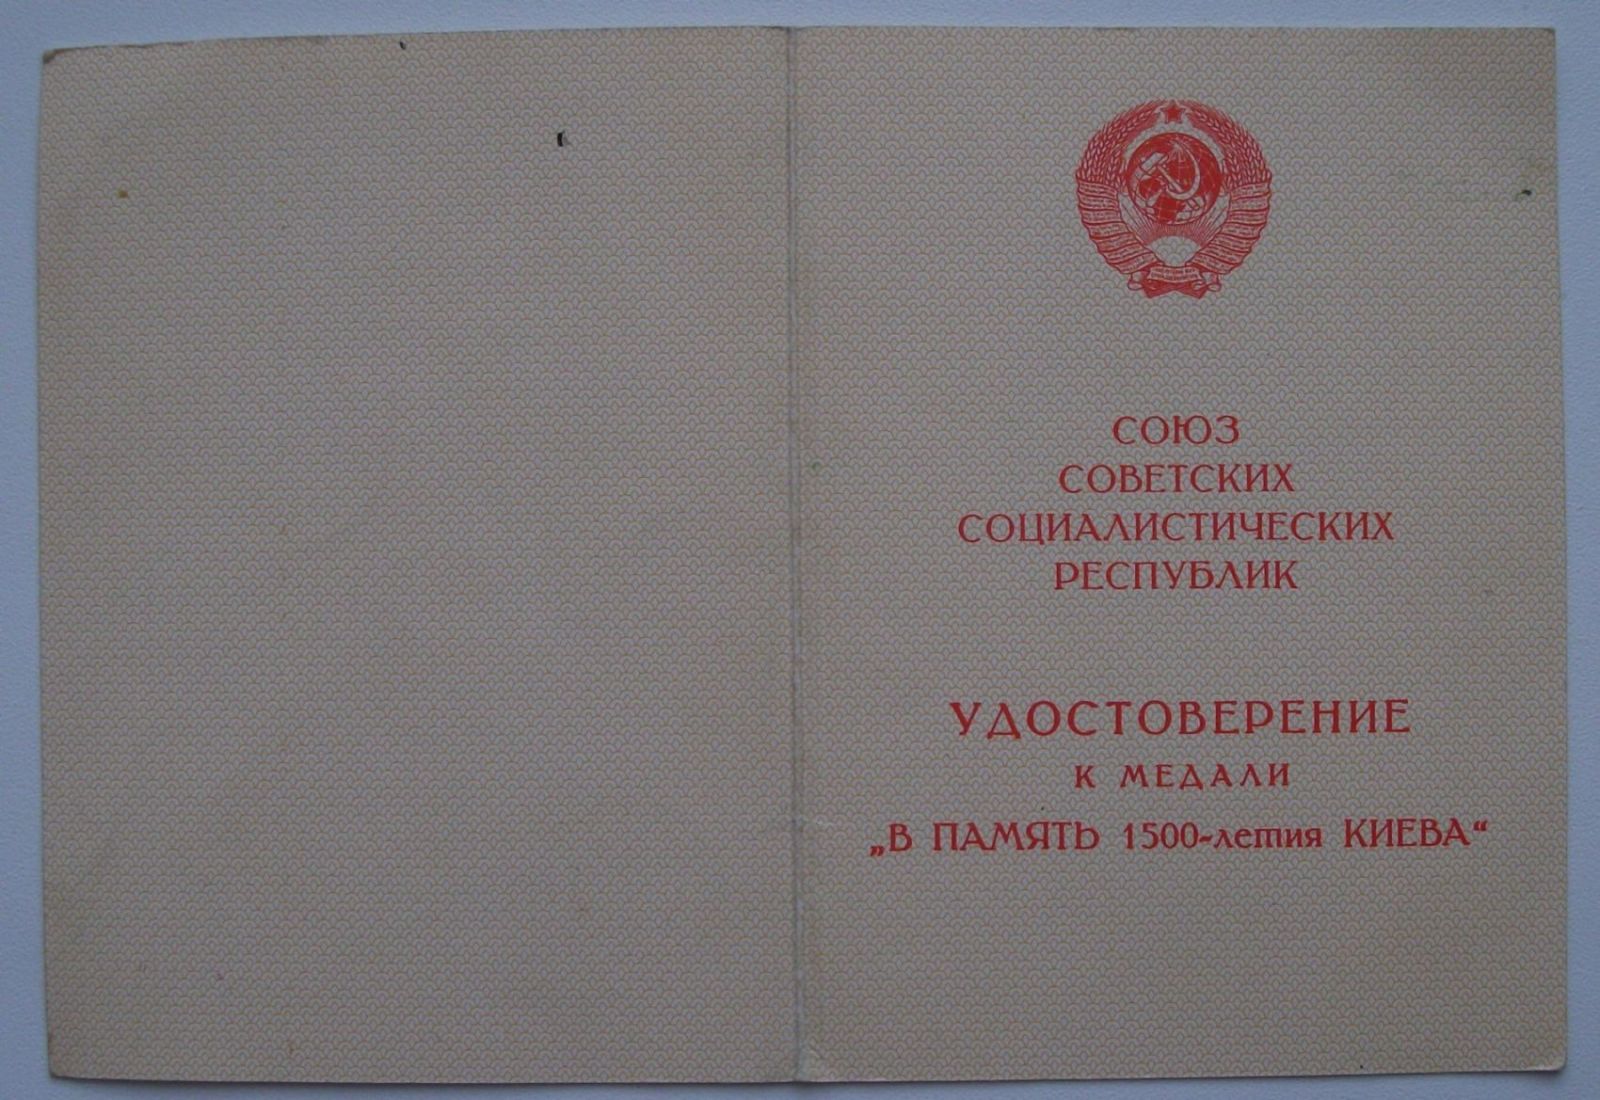 СОЮЗ
СОВЕТСКИХ
СОЦИАЛИСТИЧЕСКИХ
РЕСПУБЛИК
УДОСТОВЕРЕНИЕ
К МЕДАЛИ
„В ПАМЯТЬ 1500-летия КИЕВА“